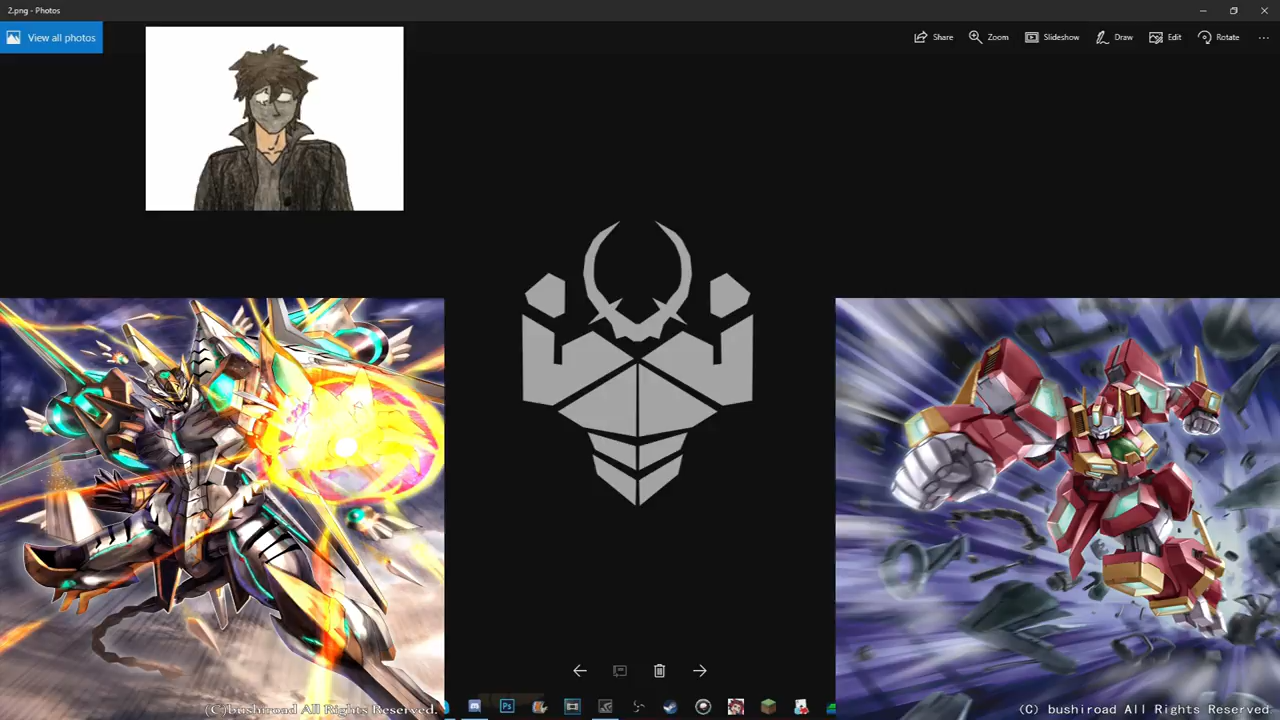 2.png - Photos
View all photos
Share
Zoom
Slideshow
Draw
Edit
Rotate
Ps
(C)bushiroad All Rights Reserved.
(C) bushiroad All Rights Reserved